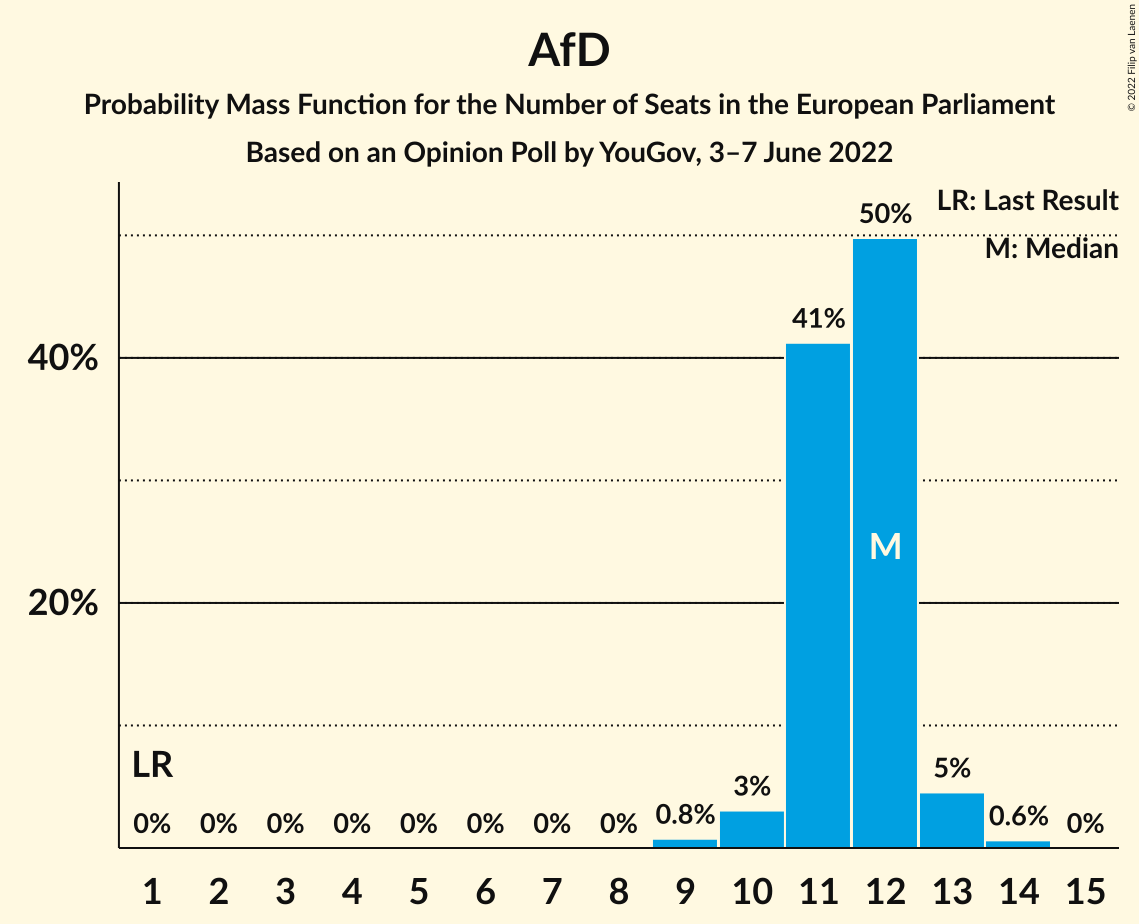 AfD
Probability Mass Function for the Number of Seats in the European Parliament
Based on an Opinion Poll by YouGov, 3–7 June 2022
© 2022 Filip van Laenen
LR: Last Result
M: Median
50%
41%
40%
M
20%
LR
0% 0% 0% 0% 0% 0% 0% 0% 0.8% 3% 5% 0.6% 0%
1 2 3 4 5 6 7 8 9 10 11 12 13 14 15